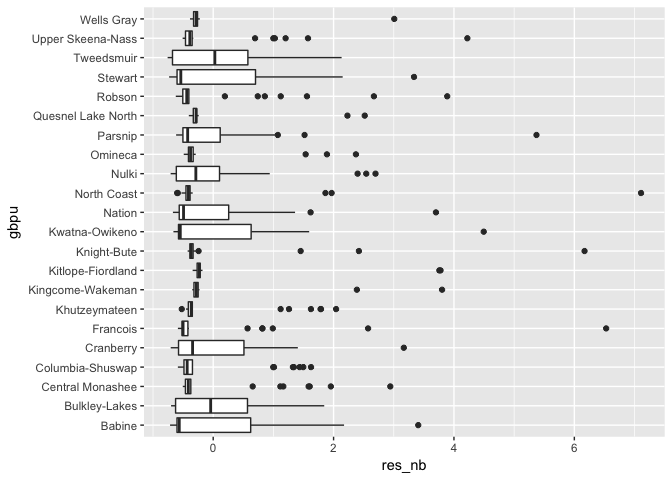 Wells Gray
Upper Skeena-Nass
Tweedsmuir
Stewart
Robson
Quesnel Lake North
Parsnip
Omineca
Nulki
North Coast
Nation
Kwatna-Owikeno
Knight-Bute
Kitlope-Fiordland
Kingcome-Wakeman
Khutzeymateen
Francois
Cranberry
Columbia-Shuswap
Central Monashee
Bulkley-Lakes
Babine
gbpu
0 2 4 6
res_nb